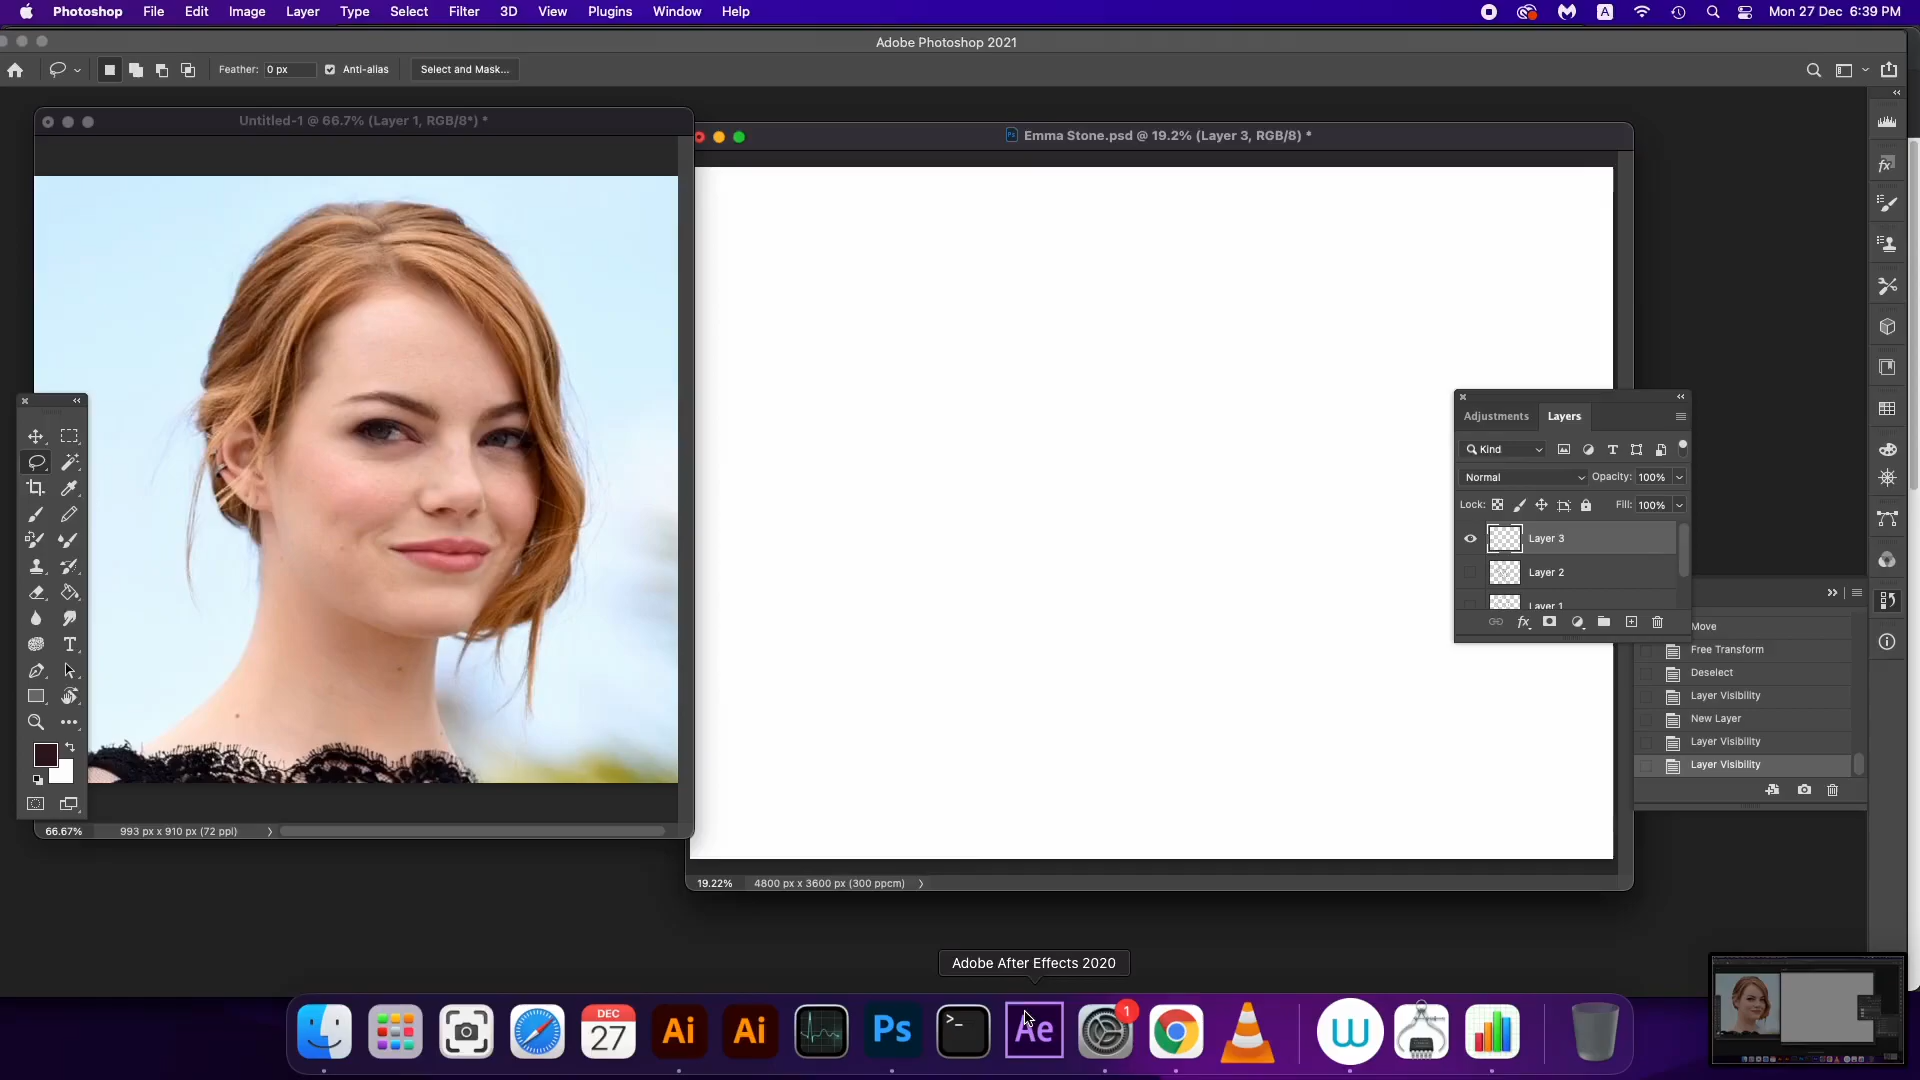 Photoshop File Edit Image Layer Type Select Filter 3D View Plugins Window Help A Mon 27 Dec 6:39 PM
Adobe Photoshop 2021
Feather: 0 px Anti-alias Select and Mask...
Untitled-1 @ 66.7% (Layer 1, RGB/8*) *
Ps Emma Stone.psd @ 19.2% (Layer 3, RGB/8) *
Adjustments Layers
Kind
Normal Opacity: 100%
Lock: Fill: 100%
Layer 3
Layer 2
Layer 1
Move
Free Transform
Deselect
Layer Visibility
New Layer
Layer Visibility
Layer Visibility
66.67% 993 px x 910 px (72 ppi)
19.22% 4800 px x 3600 px (300 ppcm)
Adobe After Effects 2020
DEC
27
Ai
Ai
Ps
>_
Ae
1
W